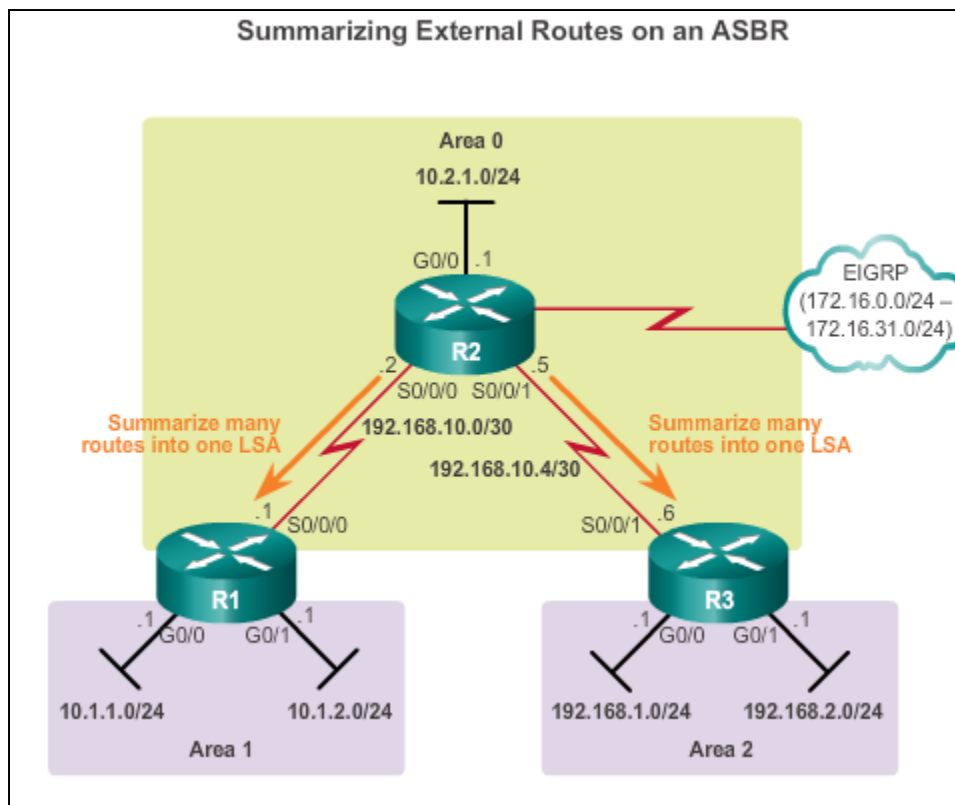 Summarizing External Routes on an ASBR
Area 0
10.2.1.0/24
G0/0
.1
EIGRP
(172.16.0.0/24 –
172.16.31.0/24)
R2
.2
.5
S0/0/0
S0/0/1
Summarize many
routes into one LSA
192.168.10.0/30
Summarize many
routes into one LSA
192.168.10.4/30
.1
S0/0/0
S0/0/1
.6
R1
R3
.1
G0/0
G0/1
.1
.1
G0/0
G0/1
.1
10.1.1.0/24
10.1.2.0/24
192.168.1.0/24
192.168.2.0/24
Area 1
Area 2